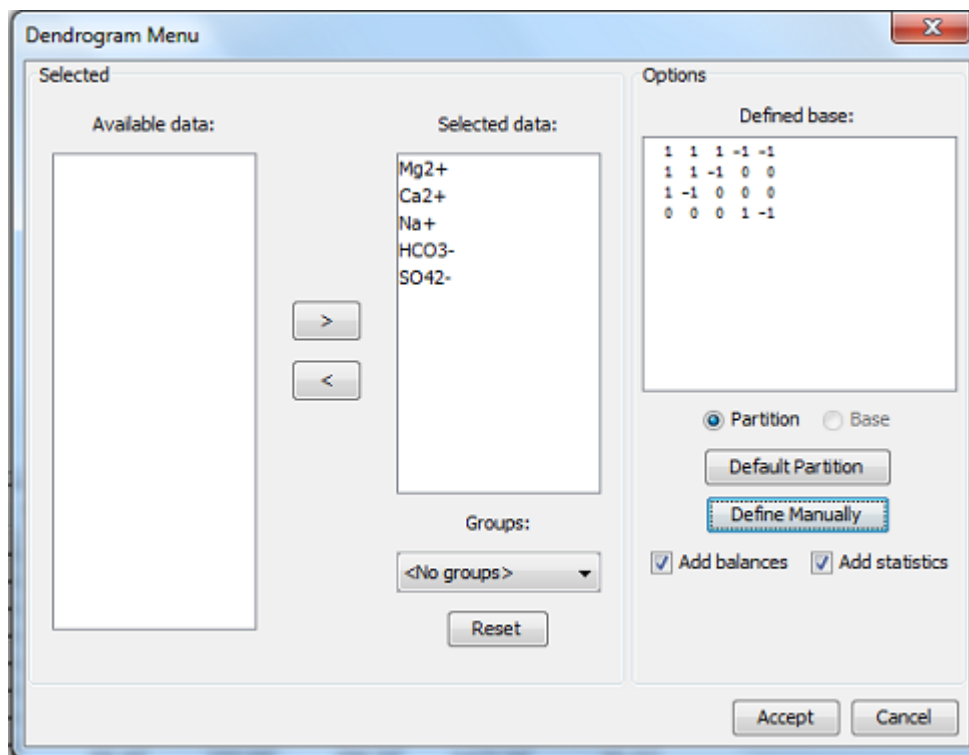 Dendrogram Menu
Selected
Available data:
Selected data:
Mg2+
Ca2+
Na+
HCO3-
SO42-
>
<
Groups:
<No groups>
Reset
Options
Defined base:
1 1 1 -1 -1
1 1 -1 0 0
1 -1 0 0 0
0 0 0 1 -1
Partition Base
Default Partition
Define Manually
Add balances Add statistics
Accept Cancel